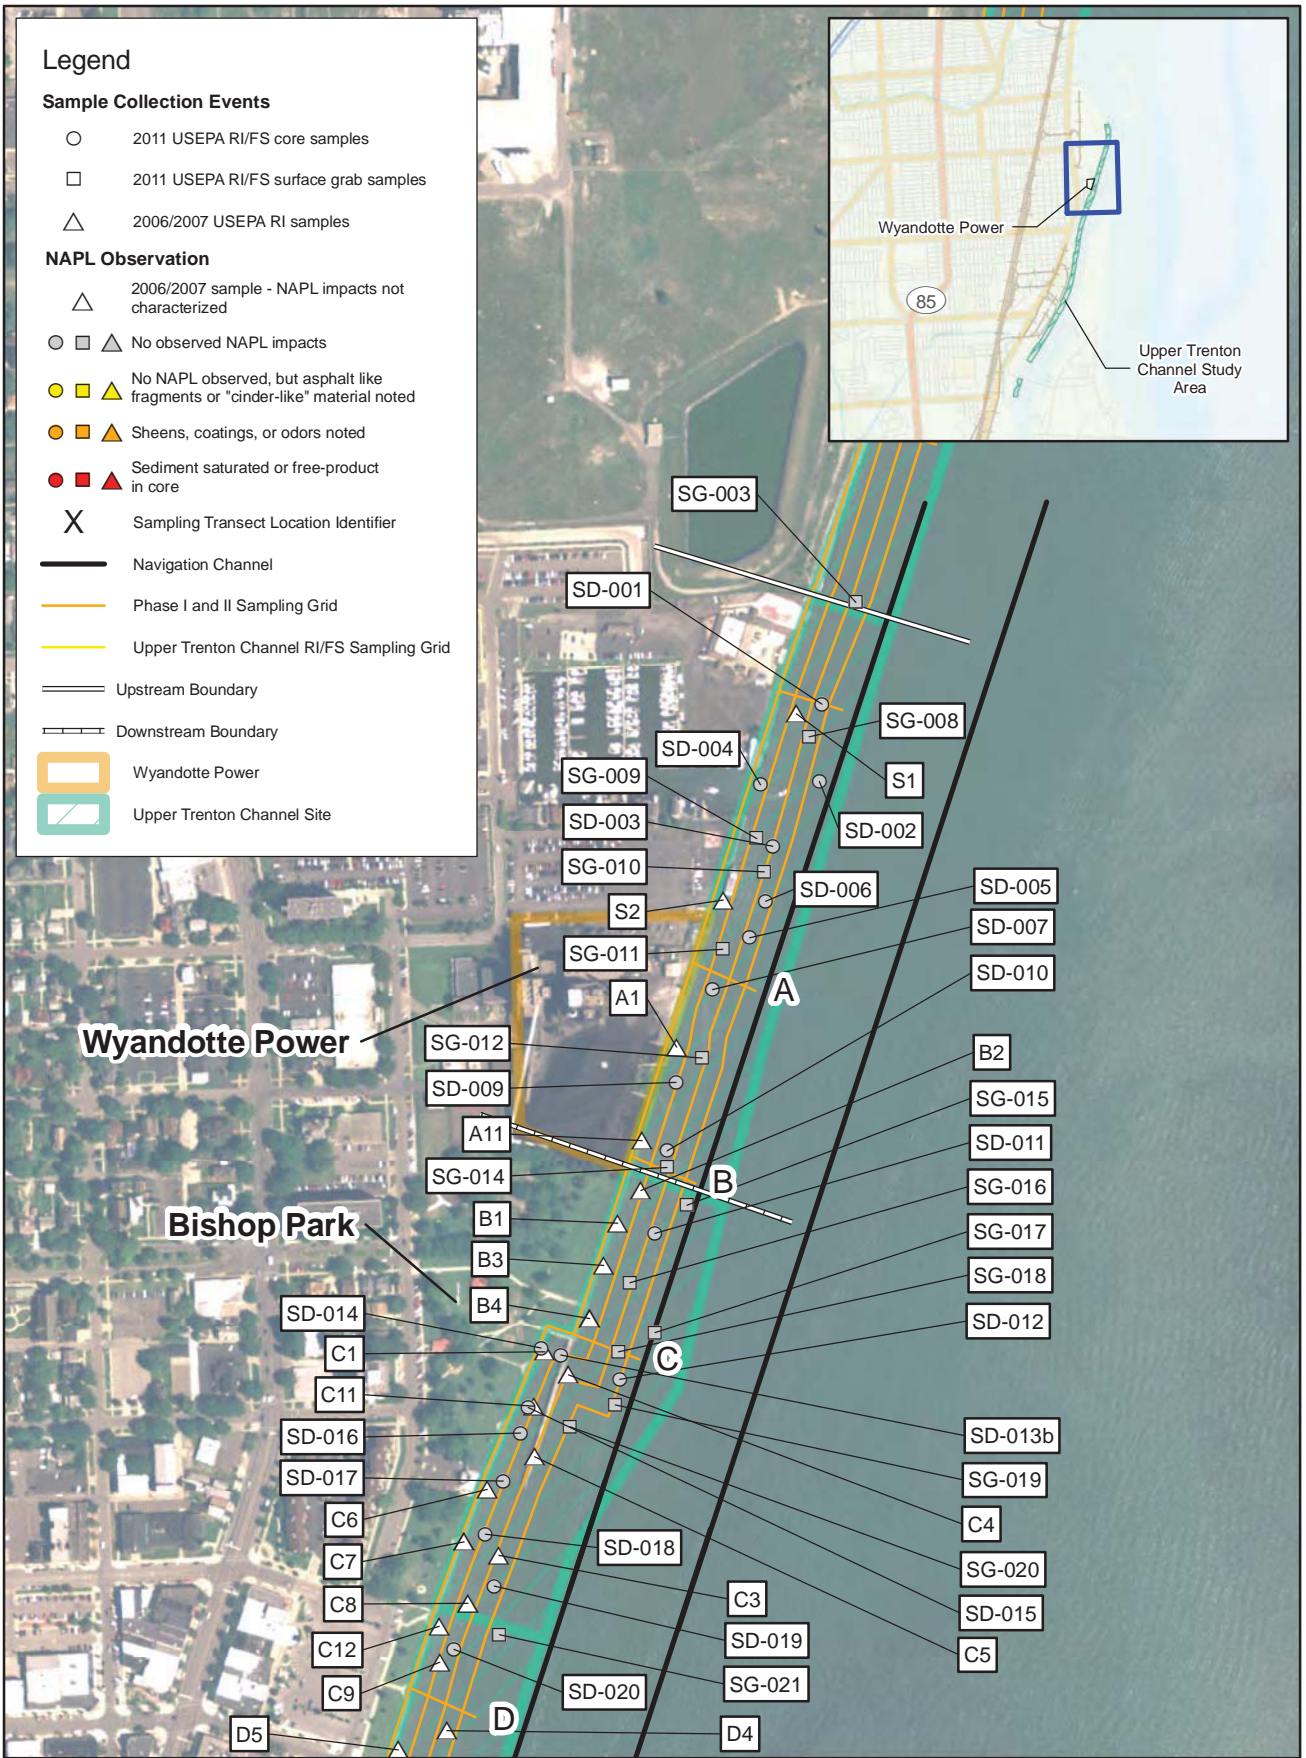 Legend
Sample Collection Events
2011 USEPA RI/FS core samples
2011 USEPA RI/FS surface grab samples
2006/2007 USEPA RI samples
NAPL Observation
2006/2007 sample - NAPL impacts not
characterized
No observed NAPL impacts
No NAPL observed, but asphalt like
fragments or "cinder-like" material noted
Sheens, coatings, or odors noted
Sediment saturated or free-product
in core
X Sampling Transect Location Identifier
Navigation Channel
Phase I and II Sampling Grid
Upper Trenton Channel RI/FS Sampling Grid
Upstream Boundary
Downstream Boundary
Wyandotte Power
Upper Trenton Channel Site
Wyandotte Power
85
Upper Trenton
Channel Study
Area
SG-003
SD-001
SG-008
SD-004
SG-009
S1
SD-003
SD-002
SG-010
SD-006
SD-005
S2
SD-007
SG-011
SD-010
A
A1
Wyandotte Power
SG-012
B2
SD-009
SG-015
A11
SD-011
SG-014
B
SG-016
B1
Bishop Park
SG-017
B3
SG-018
B4
SD-014
SD-012
C1
C
C11
SD-016
SD-013b
SD-017
SG-019
C6
C4
C7
SD-018
SG-020
C8
C3
SD-015
C12
SD-019
C5
C9
SD-020
SG-021
D
D5
D4